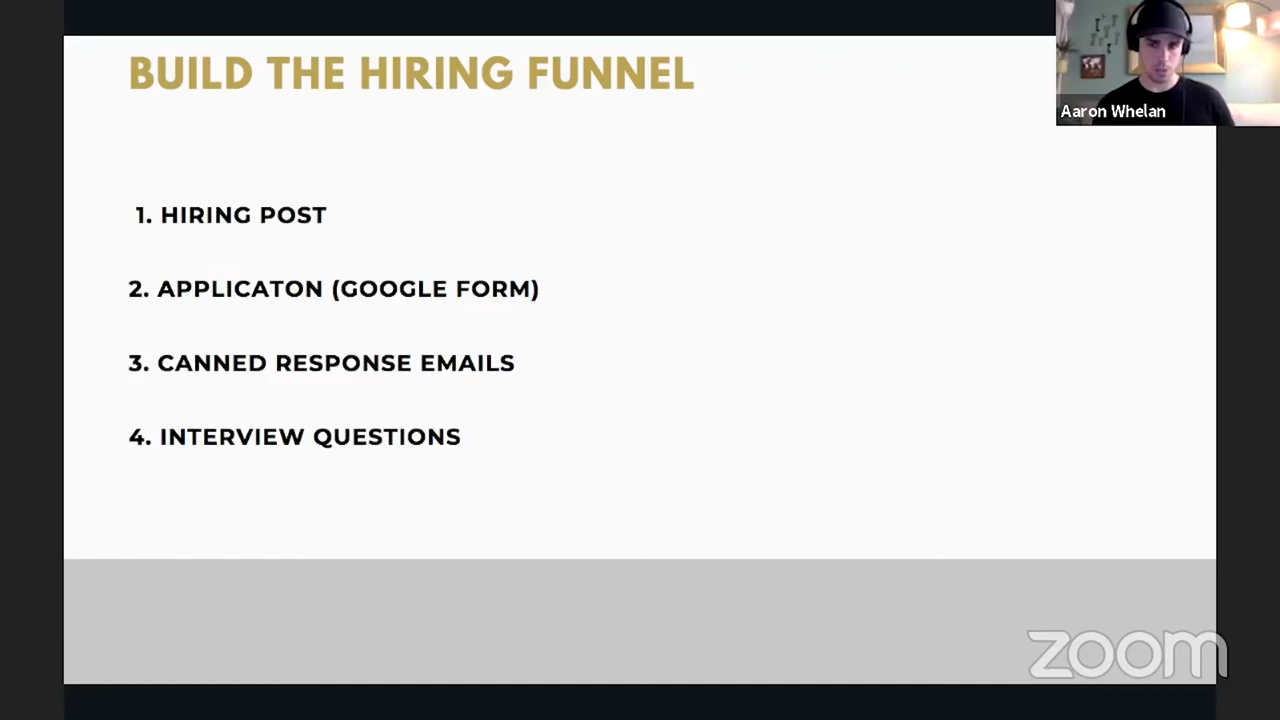 BUILD THE HIRING FUNNEL
Aaron Whelan
1. HIRING POST
2. APPLICATON (GOOGLE FORM)
3. CANNED RESPONSE EMAILS
4. INTERVIEW QUESTIONS
zoom